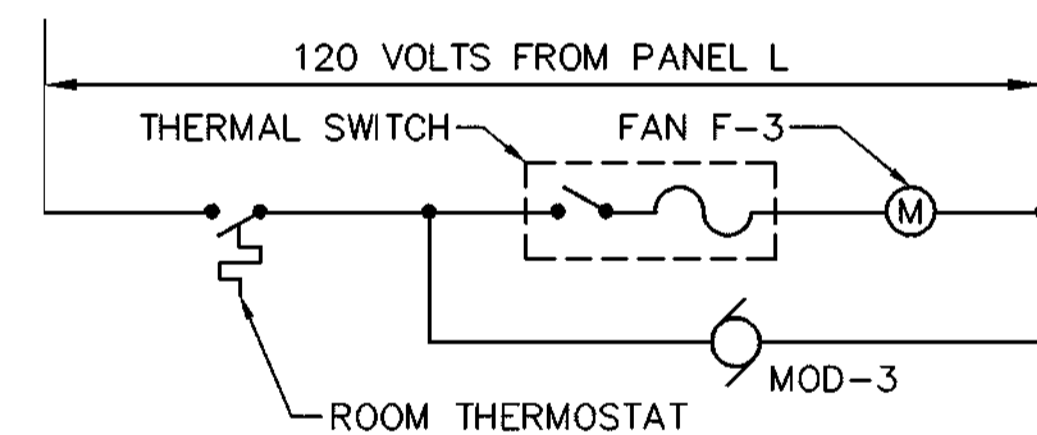 120 VOLTS FROM PANEL L
THERMAL SWITCH
FAN F-3
M
MOD-3
ROOM THERMOSTAT